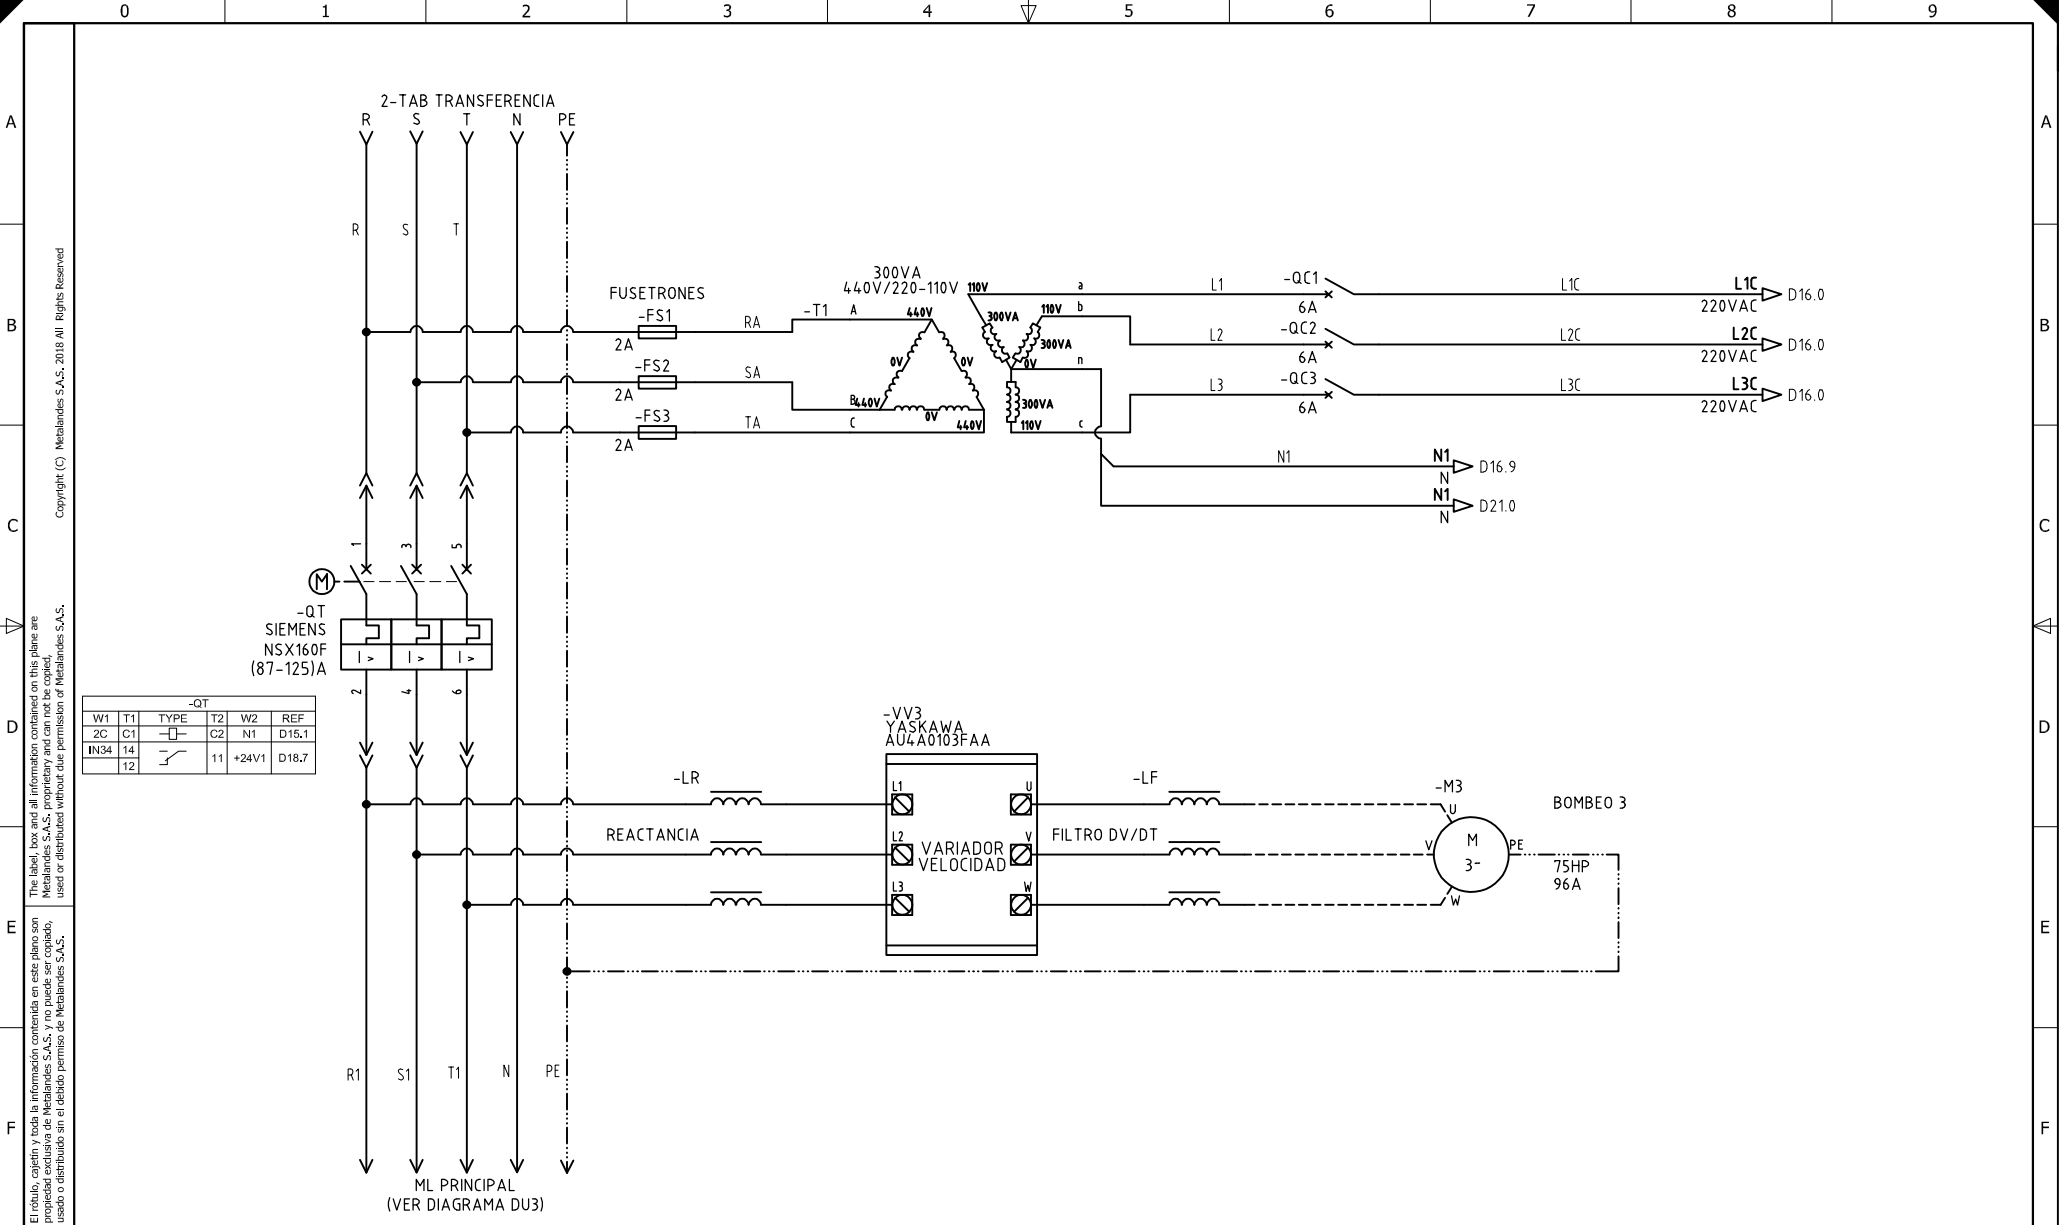 0 1 2 3 4 5 6 7 8 9
2-TAB TRANSFERENCIA
R S T N PE
A A
R S T
B B
FUSETRONES
-FS1
2A
RA
-FS2
2A
SA
-FS3
2A
TA
300VA
440V/220-110V
-T1
A
440V
0V
0V
B
440V
0V
C
440V
110V
a
300VA
110V
b
300VA
0V
n
300VA
110V
c
L1
-QC1
6A
L1C
L1C
220VAC
D16.0
L2
-QC2
6A
L2C
L2C
220VAC
D16.0
L3
-QC3
6A
L3C
L3C
220VAC
D16.0
N1
N1
N
D16.9
N1
N
D21.0
C C
1 3 5
M
-QT
SIEMENS
NSX160F
(87-125)A
I > I > I >
2 4 6
D D
-QT
W1 T1 TYPE T2 W2 REF
2C C1 C2 N1 D15.1
IN34 14 11 +24V1 D18.7
12
-VV3
YASKAWA
AU4A0103FAA
-LR
REACTANCIA
L1
L2
L3
VARIADOR
VELOCIDAD
U
V
W
-LF
FILTRO DV/DT
-M3
U
V
W
PE
M
3~
BOMBEO 3
75HP
96A
E E
R1 S1 T1 N PE
F F
ML PRINCIPAL
(VER DIAGRAMA DU3)
Copyright (C) Metalandes S.A.S. 2018 All Rights Reserved
The label, box and all information contained on this plane are
Metalandes S.A.S. proprietary and can not be copied,
used or distributed without due permission of Metalandes S.A.S.
El rótulo, cajetín y toda la información contenida en este plano son
propiedad exclusiva de Metalandes S.A.S. y no puede ser copiado,
usado o distribuido sin el debido permiso de Metalandes S.A.S.